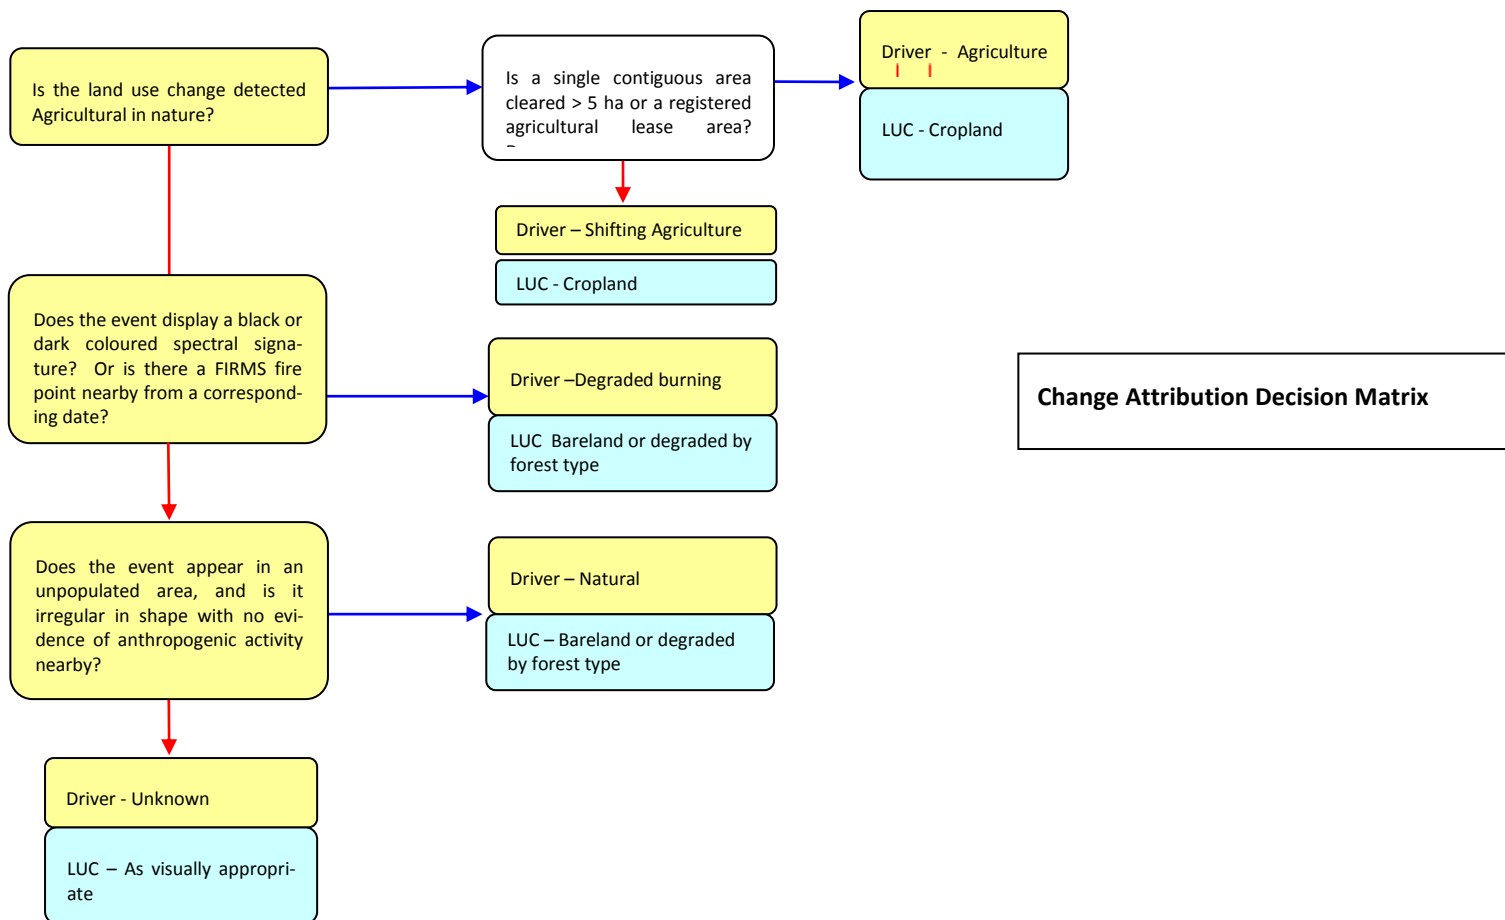 Is the land use change detected
Agricultural in nature?
Is a single contiguous area
cleared > 5 ha or a registered
agricultural lease area?
Driver - Agriculture
LUC - Cropland
Driver – Shifting Agriculture
LUC - Cropland
Does the event display a black or
dark coloured spectral signa-
ture? Or is there a FIRMS fire
point nearby from a correspond-
ing date?
Driver –Degraded burning
LUC Bareland or degraded by
forest type
Change Attribution Decision Matrix
Does the event appear in an
unpopulated area, and is it
irregular in shape with no evi-
dence of anthropogenic activity
nearby?
Driver – Natural
LUC – Bareland or degraded
by forest type
Driver - Unknown
LUC – As visually appropri-
ate